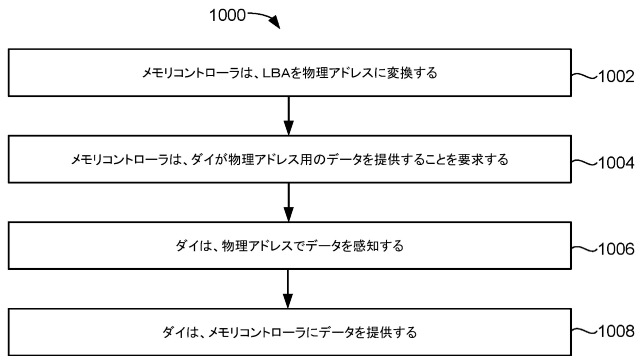 1000
メモリコントローラは、LBAを物理アドレスに変換する
1002
メモリコントローラは、ダイが物理アドレス用のデータを提供することを要求する
1004
ダイは、物理アドレスでデータを感知する
1006
ダイは、メモリコントローラにデータを提供する
1008